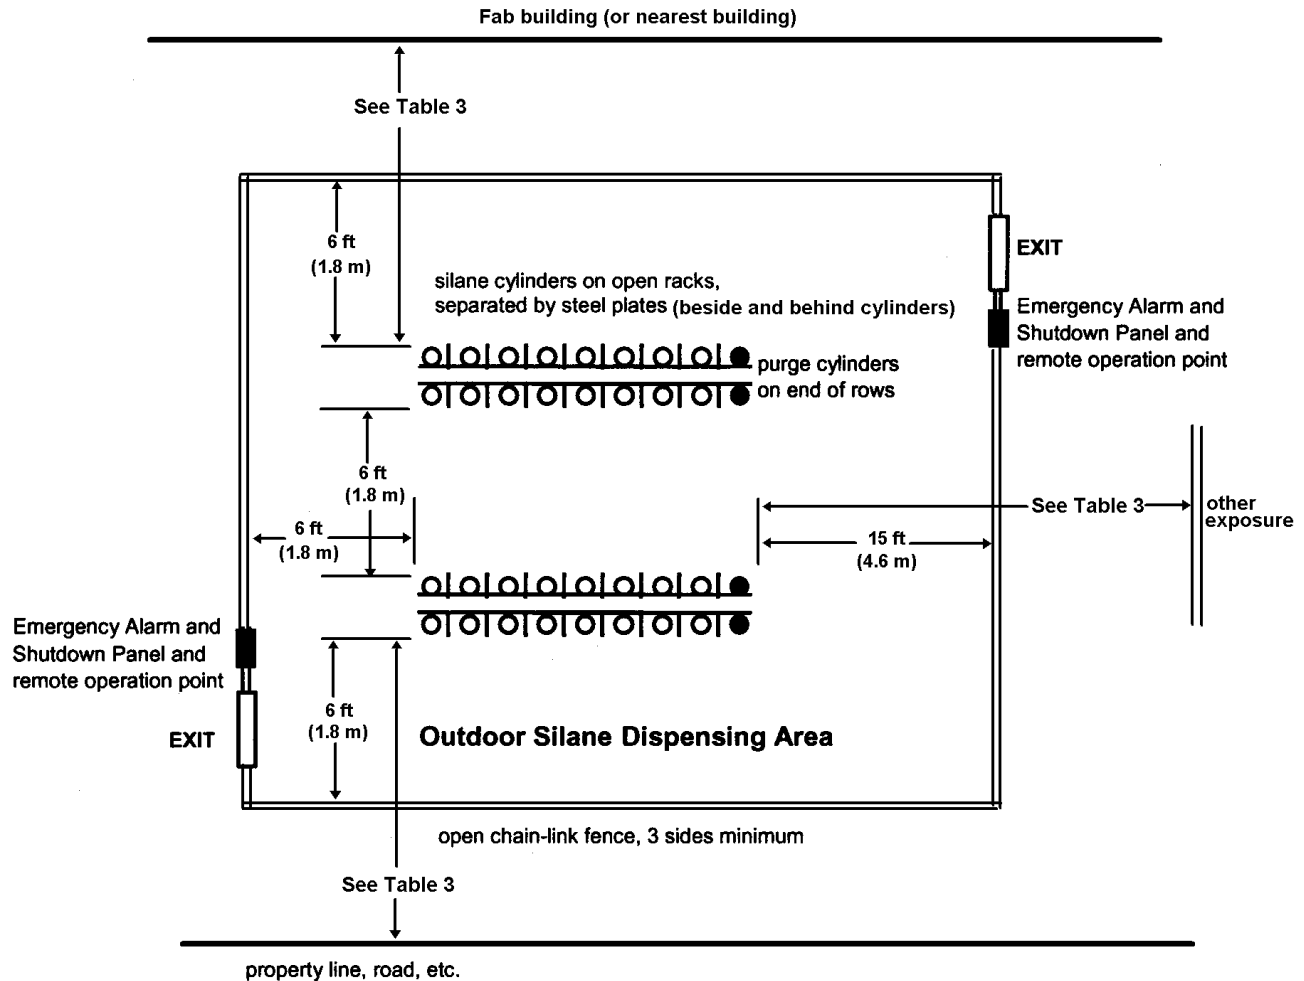 Fab building (or nearest building)
See Table 3
6 ft
(1.8 m)
EXIT
silane cylinders on open racks,
separated by steel plates (beside and behind cylinders)
Emergency Alarm and
Shutdown Panel and
remote operation point
purge cylinders
on end of rows
6 ft
(1.8 m)
See Table 3
other
exposure
6 ft
(1.8 m)
15 ft
(4.6 m)
Emergency Alarm and
Shutdown Panel and
remote operation point
6 ft
(1.8 m)
EXIT
Outdoor Silane Dispensing Area
open chain-link fence, 3 sides minimum
See Table 3
property line, road, etc.